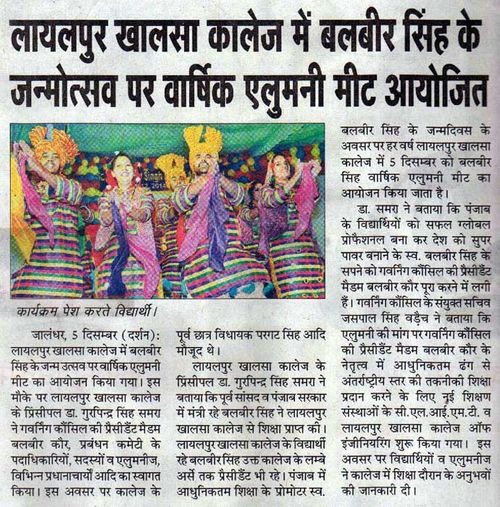 लायलपुर खालसा कालेज में बलबीर सिंह के
जन्मोत्सव पर वार्षिक एलुमनी मीट आयोजित
Singh
22, 2014
कार्यक्रम पेश करते विद्यार्थी।
जालंधर, 5 दिसम्बर (दर्शन):
लायलपुर खालसा कालेज में बलबीर
सिंह के जन्म उत्सव पर वार्षिक एलुमनी
मीट का आयोजन किया गया। इस
मौके पर लायलपुर खालसा कालेज
के प्रिंसीपल डा. गुरपिन्द्र सिंह समरा
ने गवर्निंग कौंसिल की प्रैसीडैंट मैडम
बलबीर कौर, प्रबंधन कमेटी के
पदाधिकारियों, सदस्यों व एलुमनीज,
विभिन्न प्रधानाचार्यों आदि का स्वागत
किया। इस अवसर पर कालेज के
पूर्व छात्र विधायक परगट सिंह आदि
मौजूद थे।
लायलपुर खालसा कालेज के
प्रिंसीपल डा. गुरपिन्द्र सिंह समरा ने
बताया कि पूर्व सांसद व पंजाब सरकार
में मंत्री रहे बलबीर सिंह ने लायलपुर
खालसा कालेज से शिक्षा प्राप्त की।
लायलपुर खालसा कालेज के विद्यार्थी
रहे बलबीर सिंह उक्त कालेज के लम्बे
अर्से तक प्रैसीडैंट भी रहे। पंजाब में
आधुनिकतम शिक्षा के प्रोमोटर स्व.
बलबीर सिंह के जन्मदिवस के
अवसर पर हर वर्ष लायलपुर खालसा
कालेज में 5 दिसम्बर को बलबीर
सिंह वार्षिक एलुमनी मीट का
आयोजन किया जाता है।
डा. समरा ने बताया कि पंजाब
के विद्यार्थियों को सफल ग्लोबल
प्रोफैशनल बना कर देश को सुपर
पावर बनाने के स्व. बलबीर सिंह के
सपने को गवर्निंग कौंसिल की प्रैसीडैंट
मैडम बलबीर कौर पूरा करने में लगी
हैं। गवर्निंग कौंसिल के संयुक्त सचिव
जसपाल सिंह वड़ैच ने बताया कि
एलुमनी की मांग पर गवर्निंग कौंसिल
की प्रैसीडैंट मैडम बलबीर कौर के
नेतृत्व में आधुनिकतम ढंग से
अंतर्राष्ट्रीय स्तर की तकनीकी शिक्षा
प्रदान करने के लिए नई शिक्षण
संस्थाओं के सी.एल.आई.एम.टी. व
लायलपुर खालसा कालेज ऑफ
इंजीनियरिंग शुरू किया गया। इस
अवसर पर विद्यार्थियों व एलुमनीज
ने कालेज में शिक्षा दौरान के अनुभवों
की जानकारी दी।